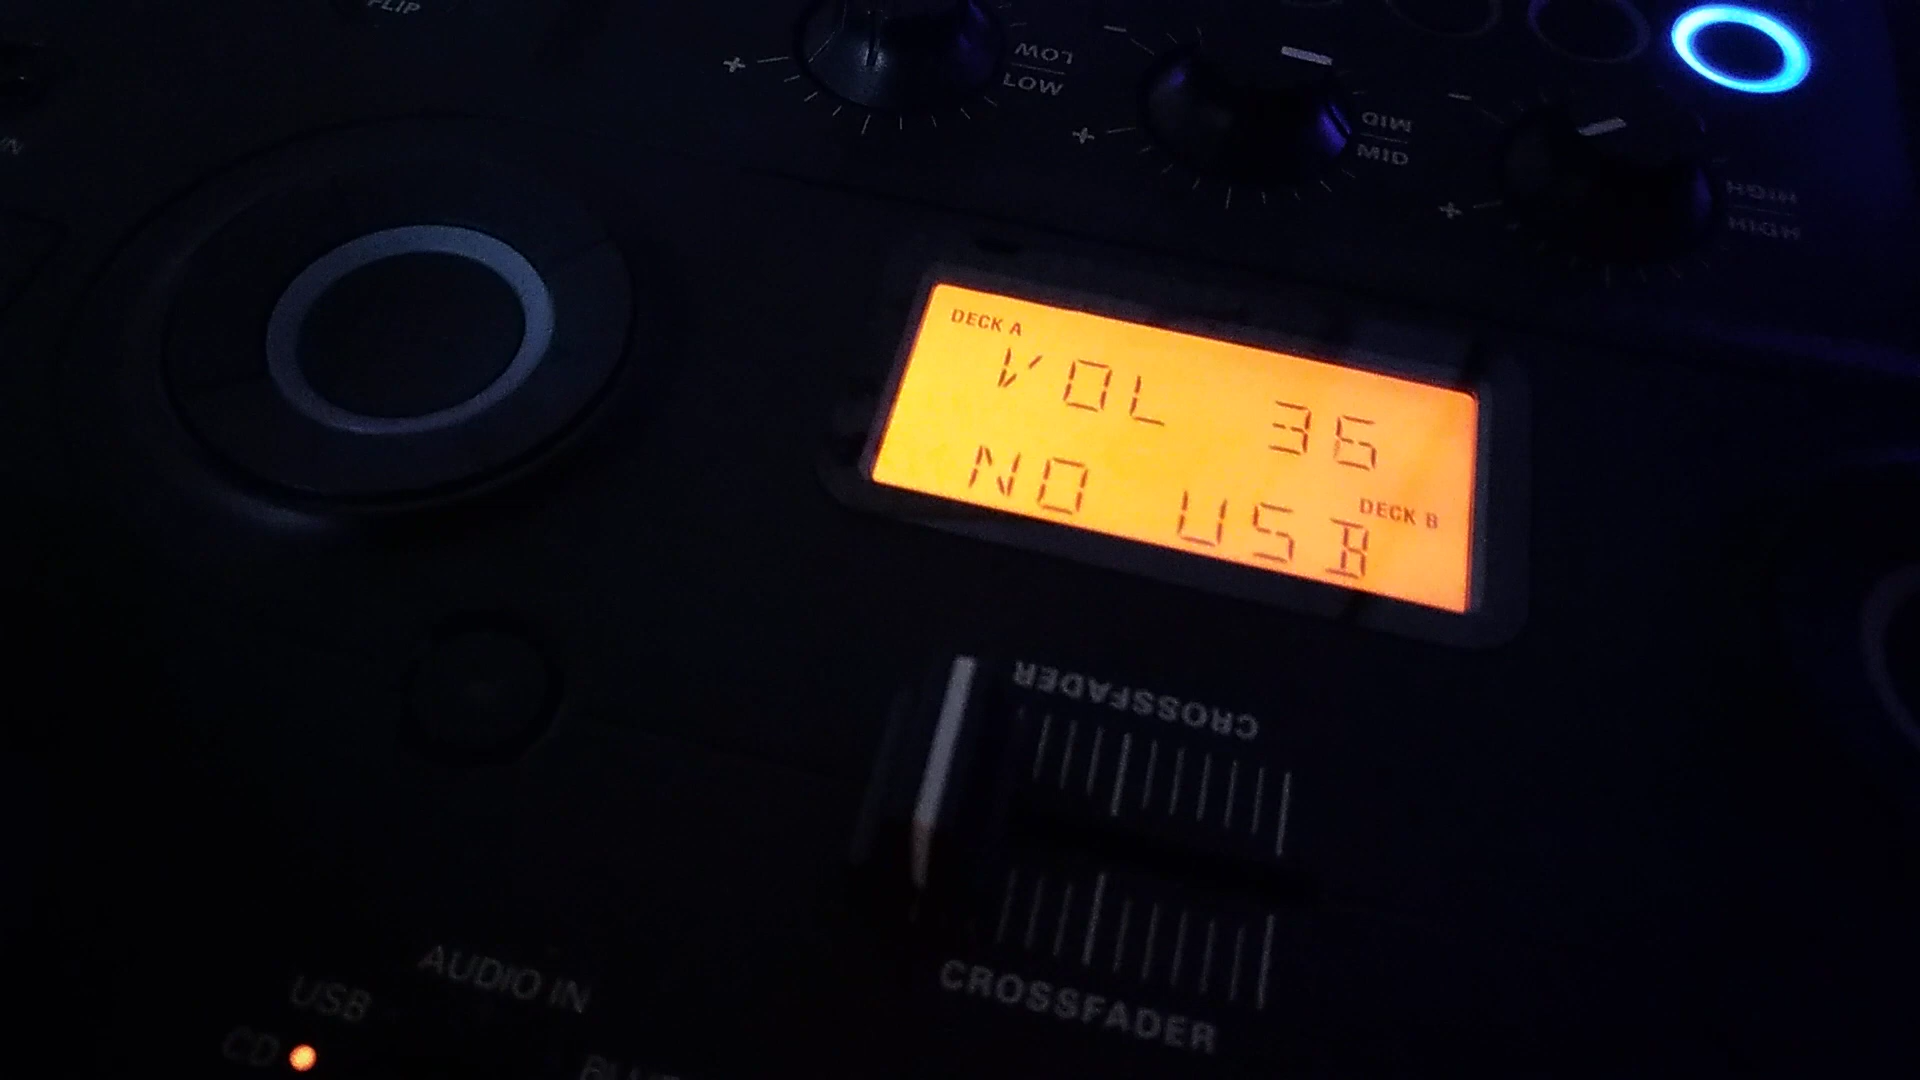 FLIP
LOW
LOW
MID
MID
HIGH
HIGH
DECK A
VOL 36
NO USB
DECK B
CROSSFADER
CROSSFADER
AUDIO IN
USB
CD